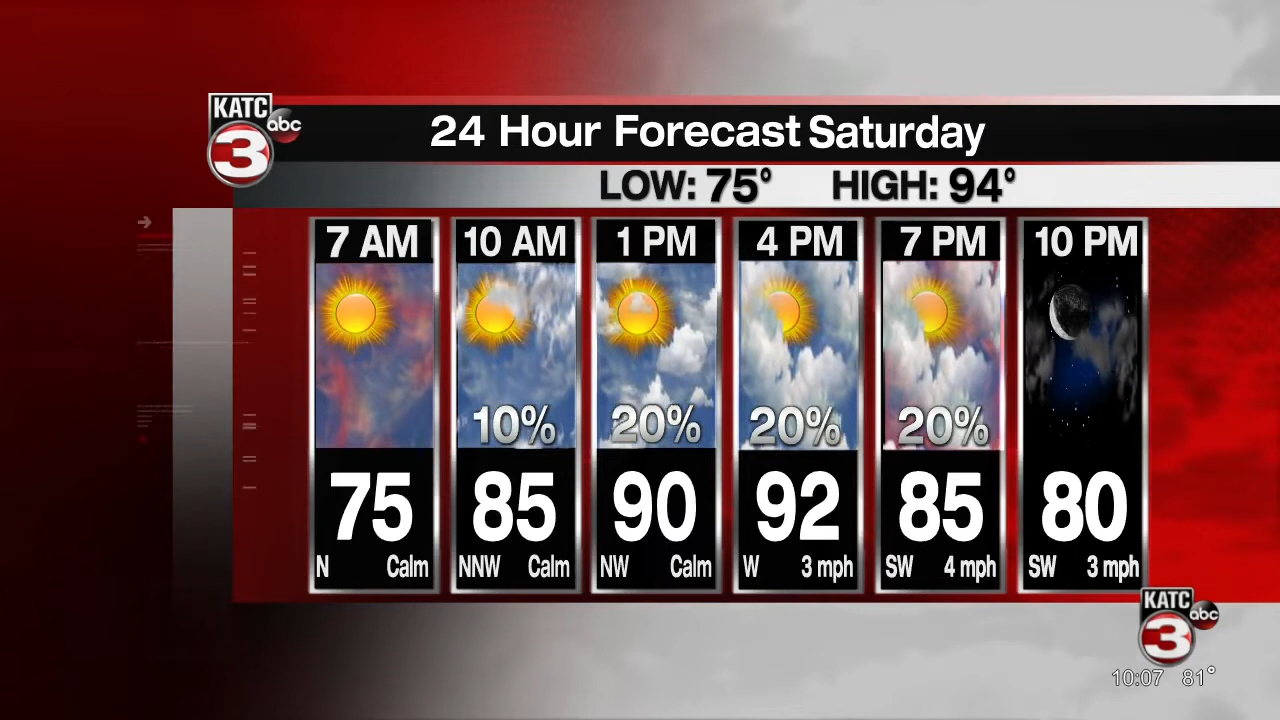 KATC
abc
3
24 Hour Forecast Saturday
LOW: 75° HIGH: 94°
7 AM 10 AM 1 PM 4 PM 7 PM 10 PM
10% 20% 20% 20%
75 85 90 92 85 80
N Calm NNW Calm NW Calm W 3 mph SW 4 mph SW 3 mph
KATC
abc
3
10:07 81°